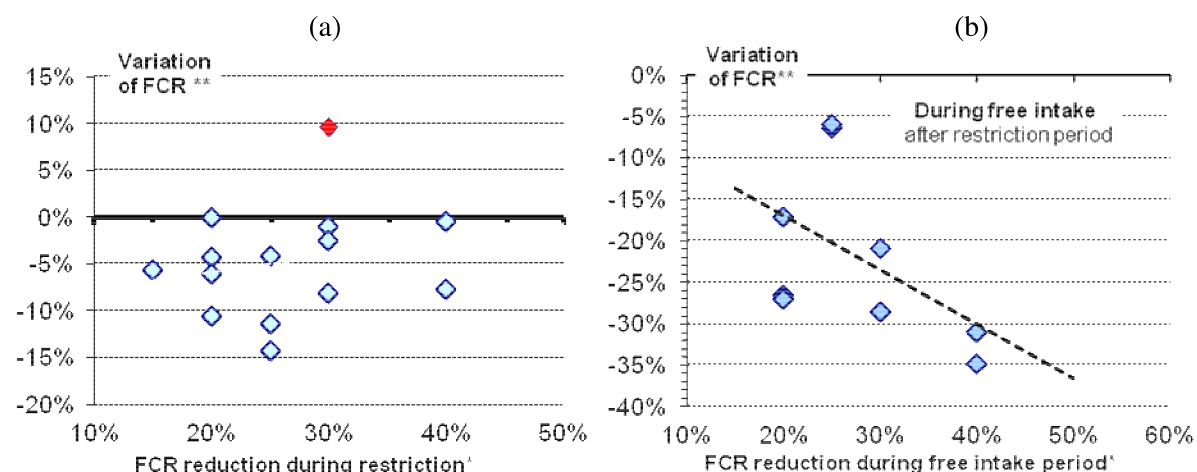 (a)
Variation
of FCR **
15%
10%
5%
0%
-5%
-10%
-15%
-20%
10%
20%
30%
40%
50%
FCR reduction during restriction*
(b)
Variation
of FCR**
During free intake
after restriction period
0%
-5%
-10%
-15%
-20%
-25%
-30%
-35%
-40%
10%
20%
30%
40%
50%
60%
FCR reduction during free intake period*